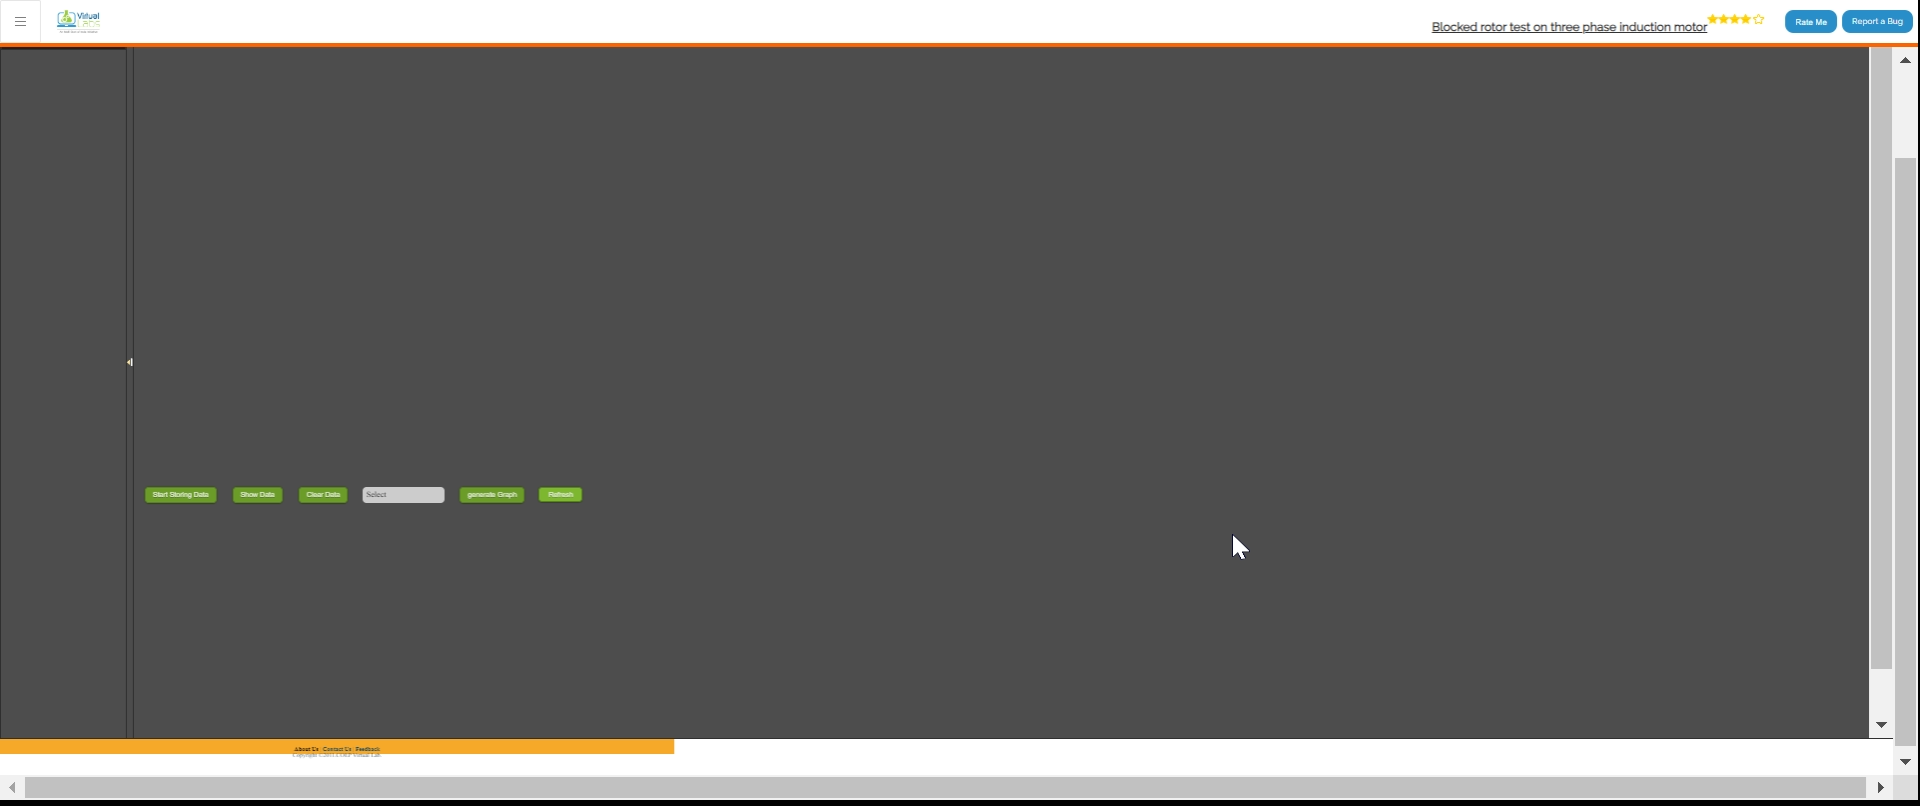 Virtual
Labs
Blocked rotor test on three phase induction motor
Rate Me
Report a Bug
Start Storing Data
Show Data
Clear Data
Select
generate Graph
Refresh
About Us | Contact Us | Feedback